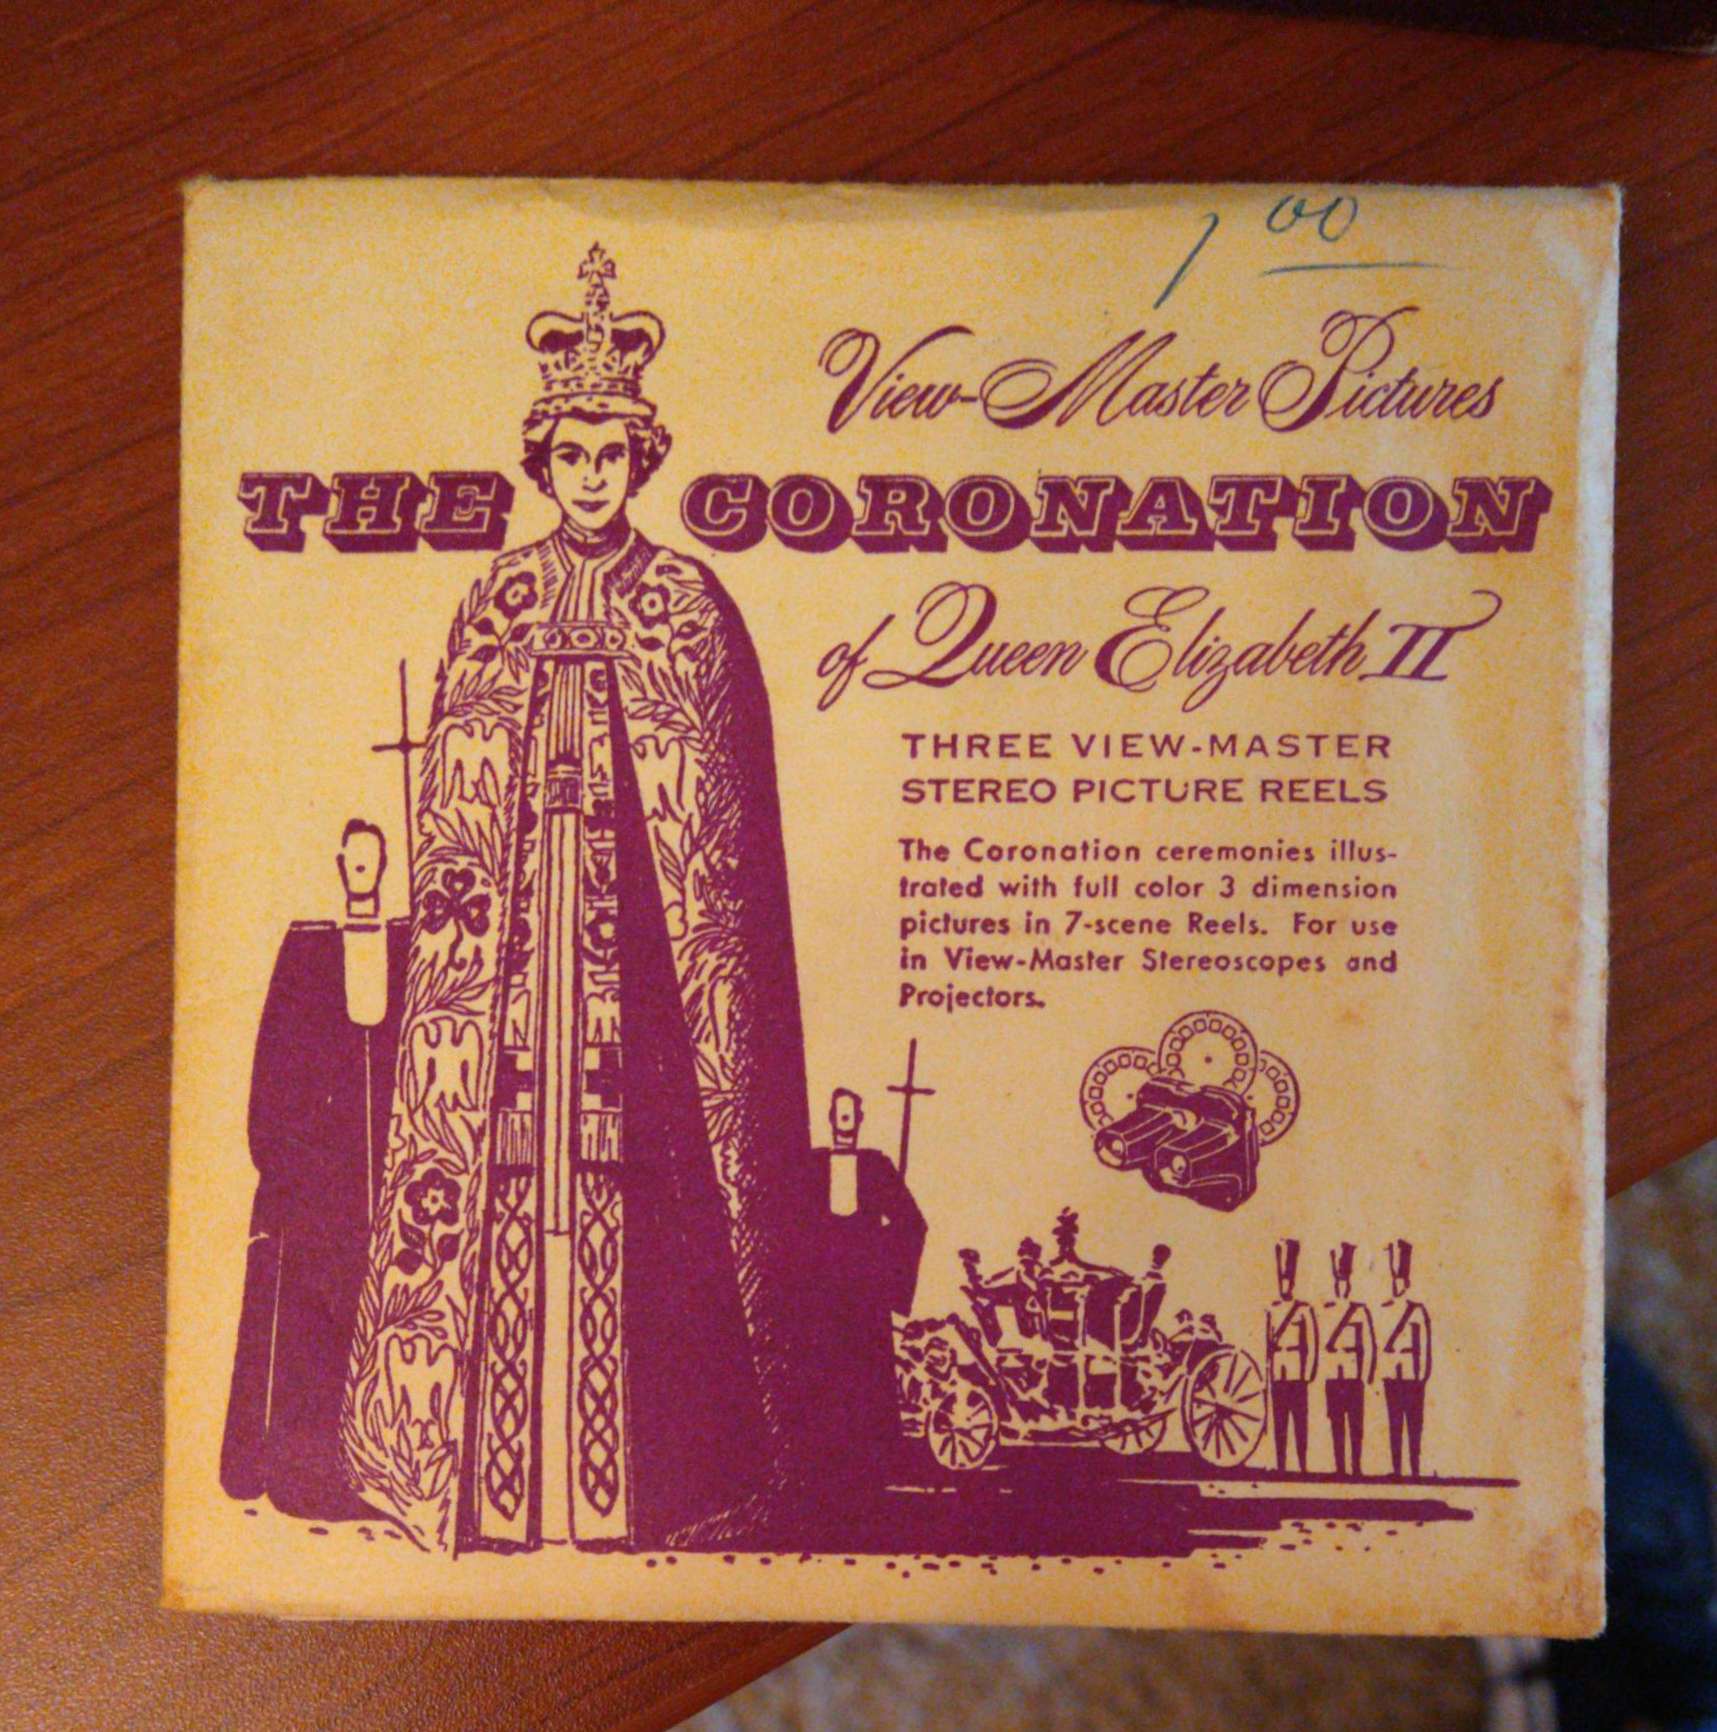 1.00
View-Master Pictures
THE CORONATION
of Queen Elizabeth II
THREE VIEW-MASTER
STEREO PICTURE REELS
The Coronation ceremonies illus-
trated with full color 3 dimension
pictures in 7-scene Reels. For use
in View-Master Stereoscopes and
Projectors.